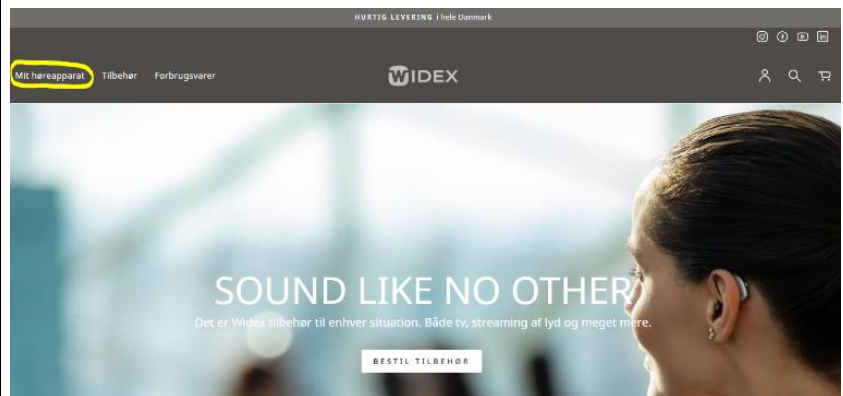 HURTIG LEVERING i hele Danmark
Mit høreapparat Tilbehør Forbrugsvarer WIDEX
SOUND LIKE NO OTHER
Det er Widex tilbehør til enhver situation. Både tv, streaming af lyd og meget mere.
BESTIL TILBEHØR